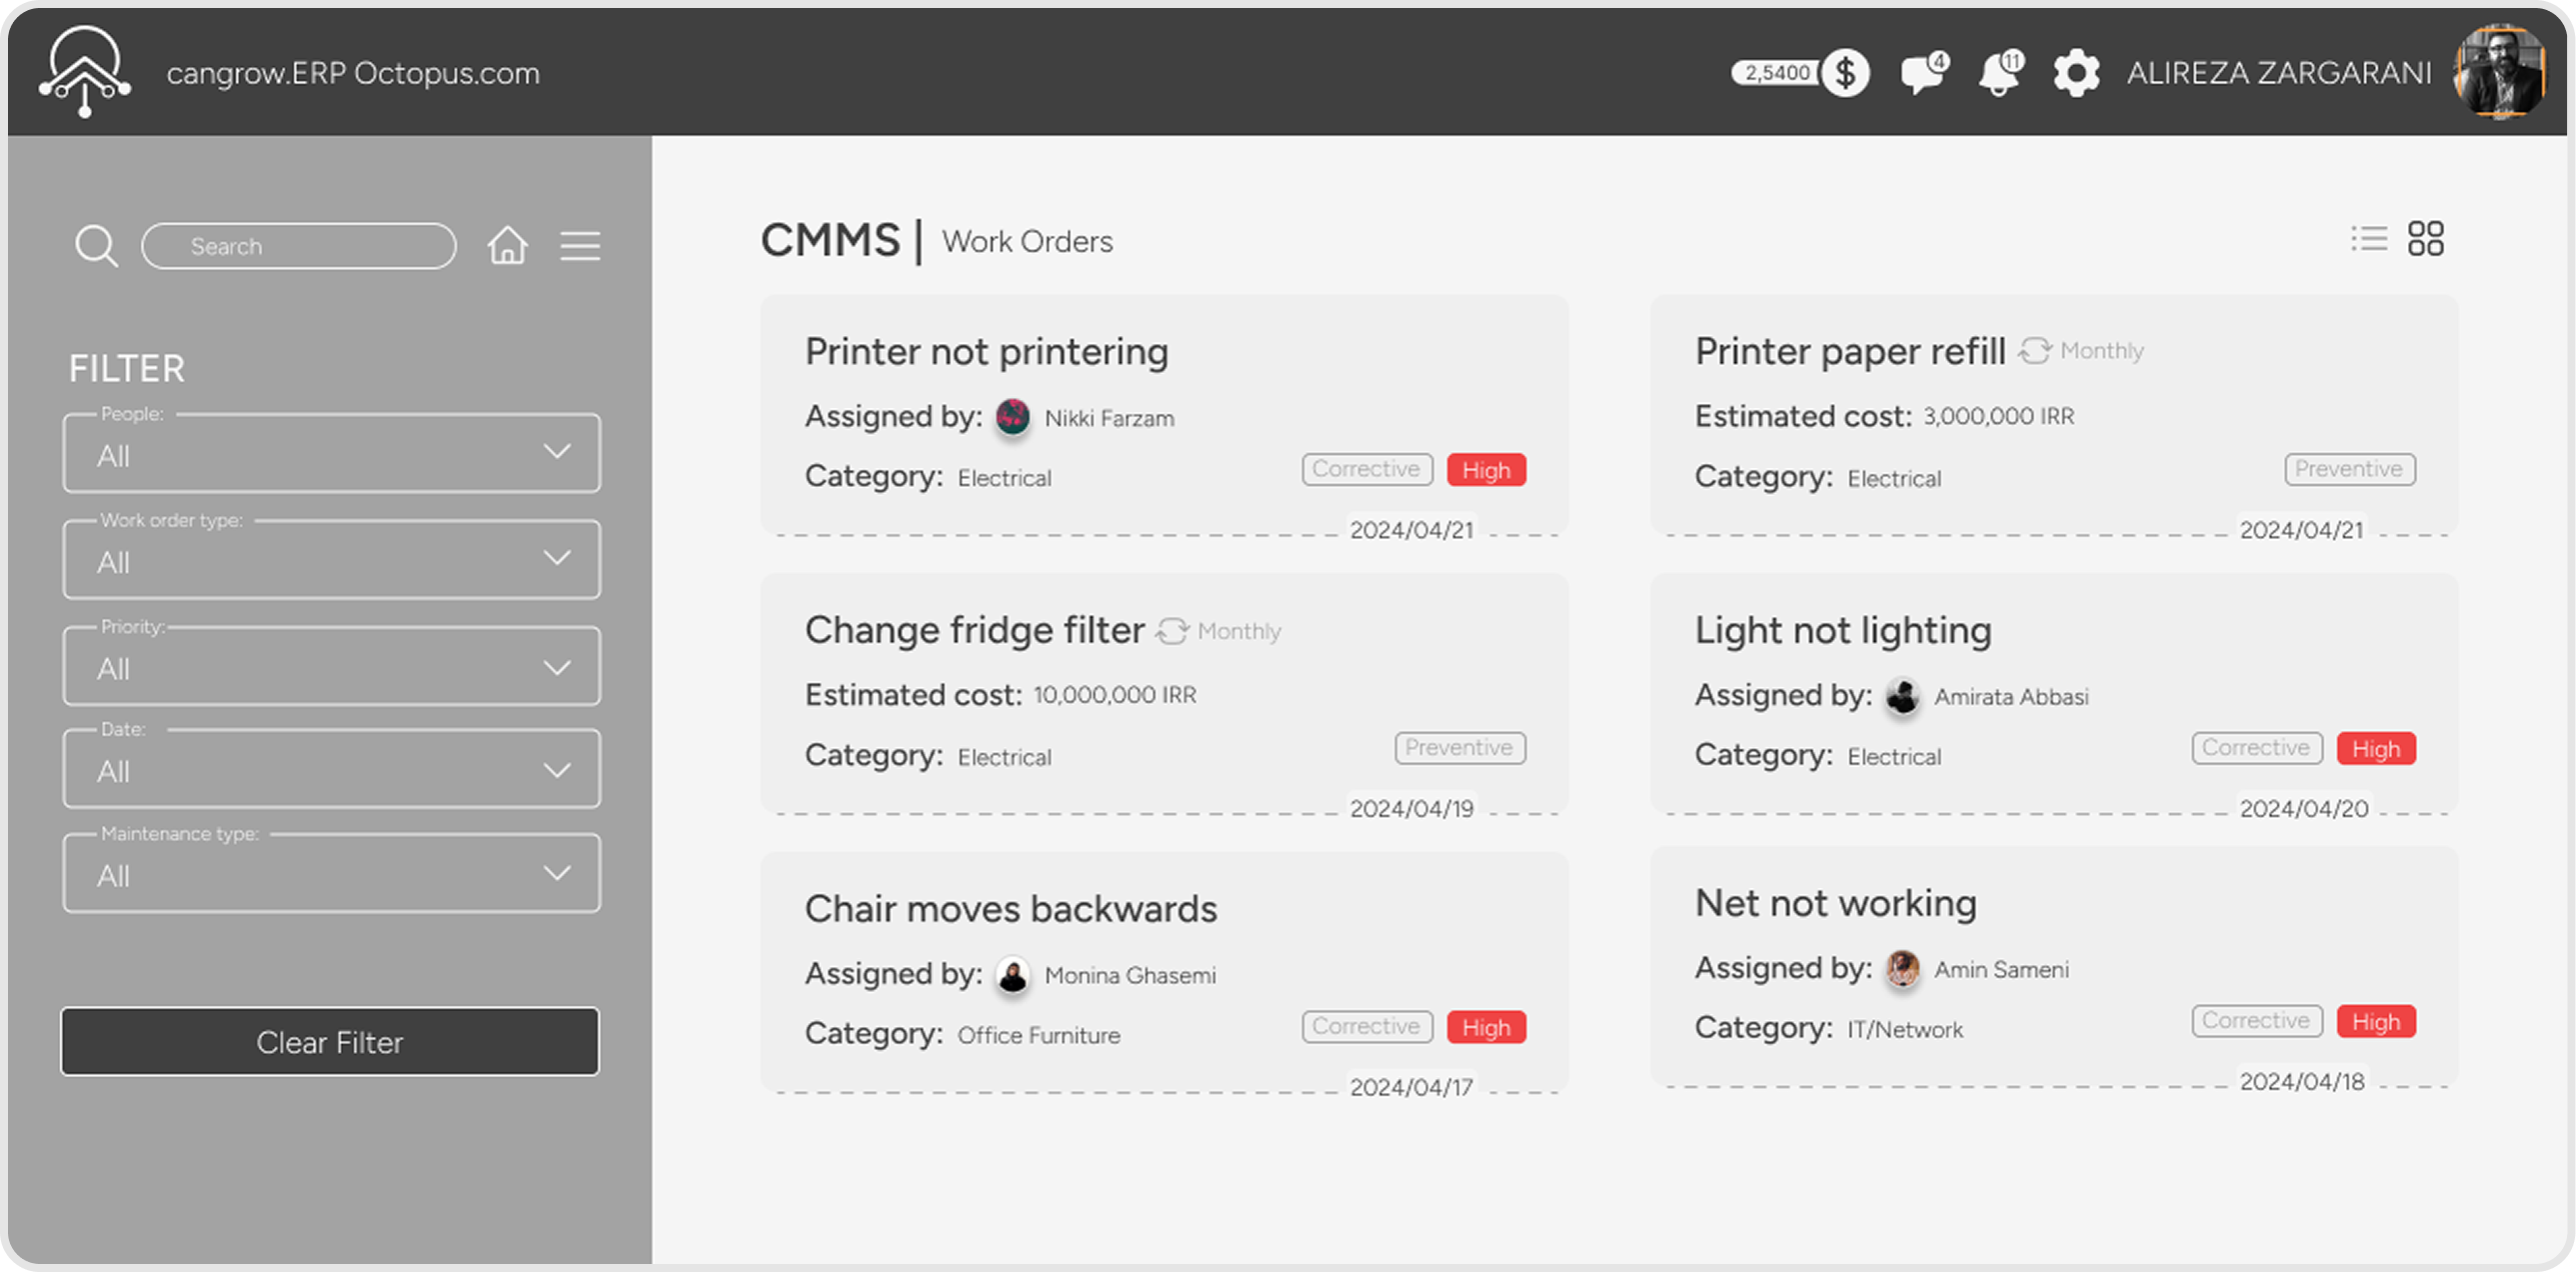 cangrow.ERP Octopus.com
2,5400 $
4
11
ALIREZA ZARGARANI
Search
FILTER
People:
All
Work order type:
All
Priority:
All
Date:
All
Maintenance type:
All
Clear Filter
CMMS | Work Orders
Printer not printering
Assigned by: Nikki Farzam
Category: Electrical
Corrective High
2024/04/21
Printer paper refill Monthly
Estimated cost: 3,000,000 IRR
Category: Electrical
Preventive
2024/04/21
Change fridge filter Monthly
Estimated cost: 10,000,000 IRR
Category: Electrical
Preventive
2024/04/19
Light not lighting
Assigned by: Amirata Abbasi
Category: Electrical
Corrective High
2024/04/20
Chair moves backwards
Assigned by: Monina Ghasemi
Category: Office Furniture
Corrective High
2024/04/17
Net not working
Assigned by: Amin Sameni
Category: IT/Network
Corrective High
2024/04/18